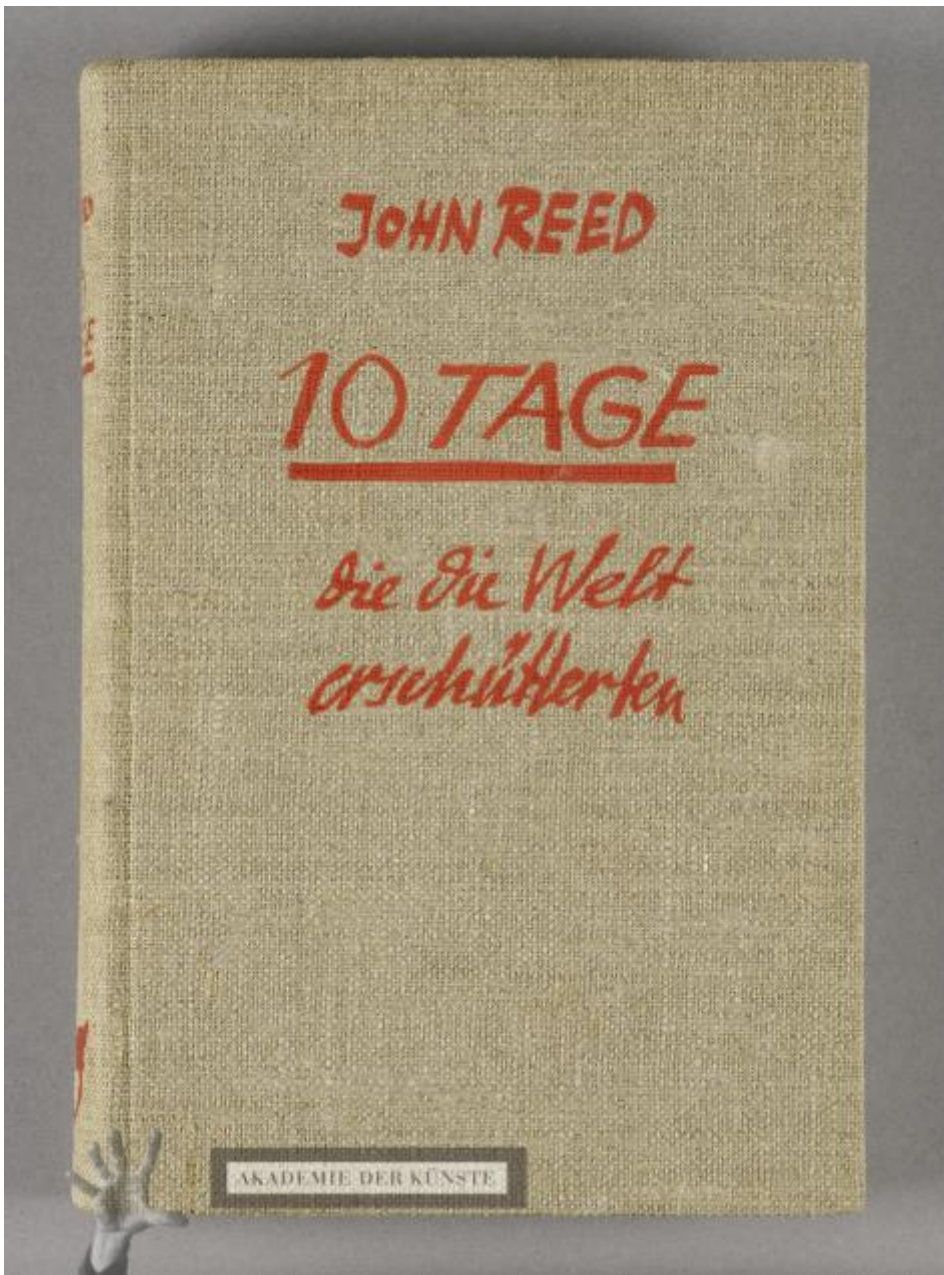 JOHN REED
10 TAGE
die die Welt
erschütterten
AKADEMIE DER KÜNSTE